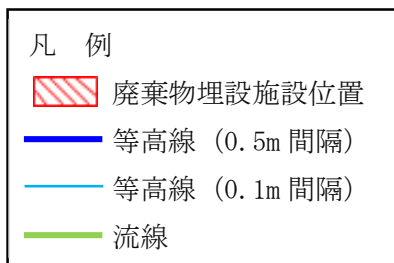 凡 例
廃棄物埋設施設位置
等高線 (0.5m 間隔)
等高線 (0.1m 間隔)
流線